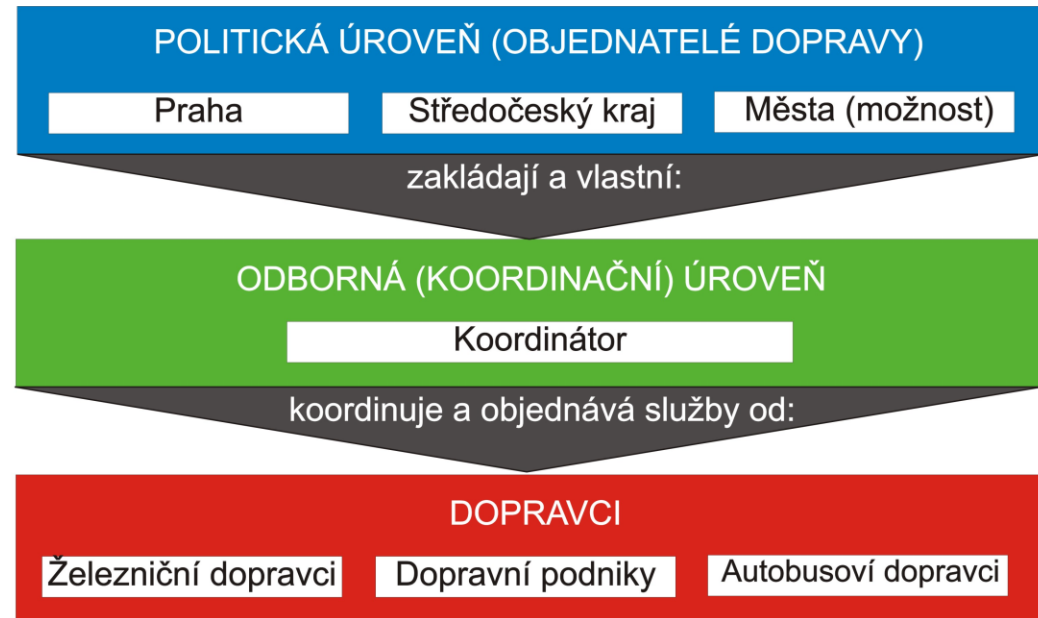 POLITICKÁ ÚROVEŇ (OBJEDNATELÉ DOPRAVY)
Praha
Středočeský kraj
Města (možnost)
zakládají a vlastní:
ODBORNÁ (KOORDINAČNÍ) ÚROVEŇ
Koordinátor
koordinuje a objednává služby od:
DOPRAVCI
Železniční dopravci
Dopravní podniky
Autobusoví dopravci